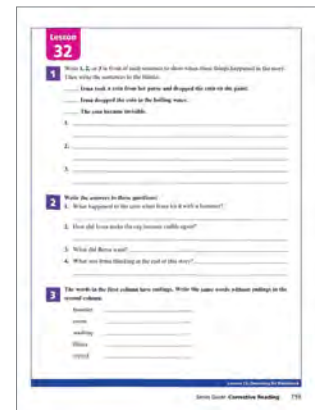 Lesson
32
1 Write 1, 2, or 3 in front of each sentence to show when these things happened in the story.
Then write the sentences in the blanks.
Irma took a coin from her purse and dropped the coin on the paint.
Irma dropped the coin in the boiling water.
The coin became invisible.
1.
2.
3.
2 Write the answers to these questions:
1. What happened to the coin when Irma hit it with a hammer?
2. How did Irma make the rag become visible again?
3. What did Berta want?
4. What was Irma thinking at the end of this story?
3 The words in the first column have endings. Write the same words without endings in the
second column.
Series Guide Corrective Reading